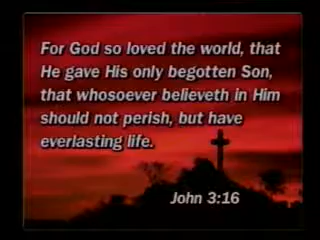 For God so loved the world, that
He gave His only begotten Son,
that whosoever believeth in Him
should not perish, but have
everlasting life.
John 3:16